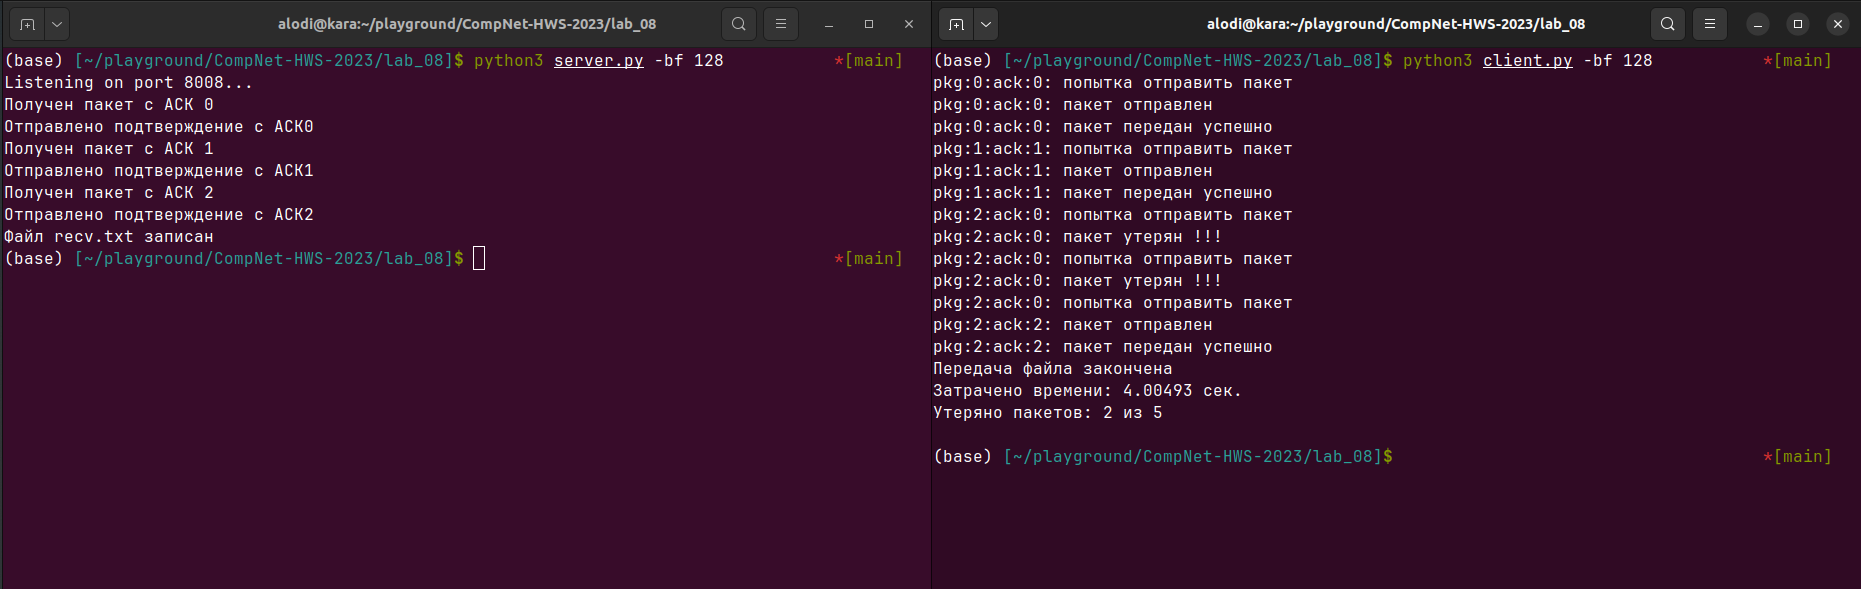 alodi@kara:~/playground/CompNet-HWS-2023/lab_08
(base) [~/playground/CompNet-HWS-2023/lab_08]$ python3 server.py -bf 128 *[main]
Listening on port 8008...
Получен пакет с ACK 0
Отправлено подтверждение с ACK0
Получен пакет с ACK 1
Отправлено подтверждение с ACK1
Получен пакет с ACK 2
Отправлено подтверждение с ACK2
Файл recv.txt записан
(base) [~/playground/CompNet-HWS-2023/lab_08]$ *[main]
alodi@kara:~/playground/CompNet-HWS-2023/lab_08
(base) [~/playground/CompNet-HWS-2023/lab_08]$ python3 client.py -bf 128 *[main]
pkg:0:ack:0: попытка отправить пакет
pkg:0:ack:0: пакет отправлен
pkg:0:ack:0: пакет передан успешно
pkg:1:ack:1: попытка отправить пакет
pkg:1:ack:1: пакет отправлен
pkg:1:ack:1: пакет передан успешно
pkg:2:ack:0: попытка отправить пакет
pkg:2:ack:0: пакет утерян !!!
pkg:2:ack:0: попытка отправить пакет
pkg:2:ack:0: пакет утерян !!!
pkg:2:ack:0: попытка отправить пакет
pkg:2:ack:2: пакет отправлен
pkg:2:ack:2: пакет передан успешно
Передача файла закончена
Затрачено времени: 4.00493 сек.
Утеряно пакетов: 2 из 5
(base) [~/playground/CompNet-HWS-2023/lab_08]$ *[main]